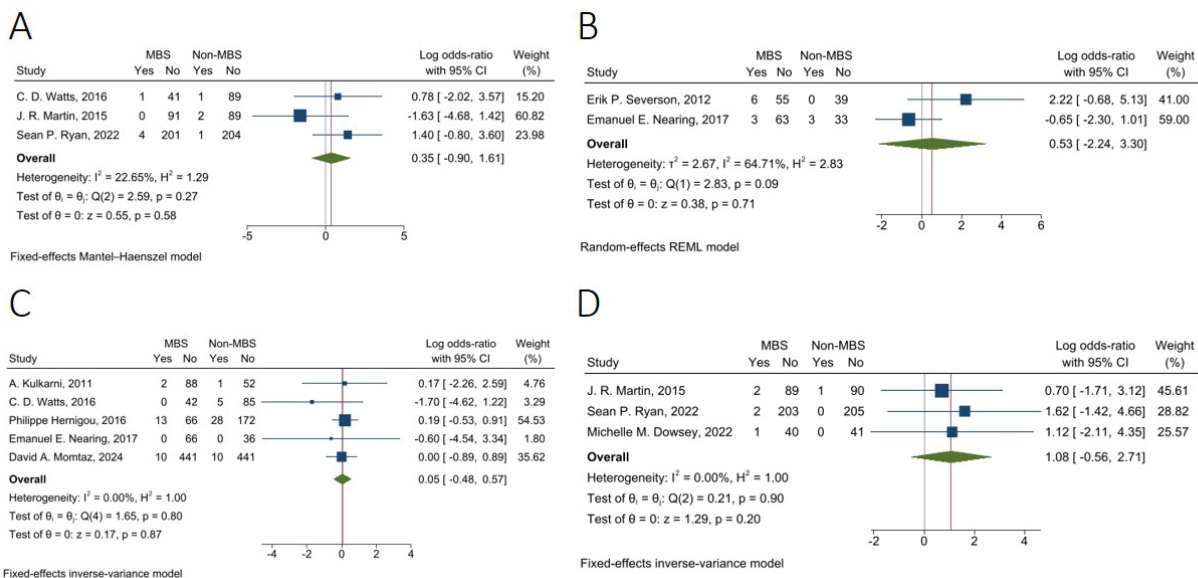 A
MBS Non-MBS Log odds-ratio Weight
Study Yes No Yes No with 95% CI (%)
C. D. Watts, 2016 1 41 1 89 0.78 [ -2.02, 3.57] 15.20
J. R. Martin, 2015 0 91 2 89 -1.63 [ -4.68, 1.42] 60.82
Sean P. Ryan, 2022 4 201 1 204 1.40 [ -0.80, 3.60] 23.98
Overall 0.35 [ -0.90, 1.61]
Heterogeneity: I² = 22.65%, H² = 1.29
Test of θᵢ = θⱼ: Q(2) = 2.59, p = 0.27
Test of θ = 0: z = 0.55, p = 0.58
-5 0 5
Fixed-effects Mantel–Haenszel model
B
MBS Non-MBS Log odds-ratio Weight
Study Yes No Yes No with 95% CI (%)
Erik P. Severson, 2012 6 55 0 39 2.22 [ -0.68, 5.13] 41.00
Emanuel E. Nearing, 2017 3 63 3 33 -0.65 [ -2.30, 1.01] 59.00
Overall 0.53 [ -2.24, 3.30]
Heterogeneity: τ² = 2.67, I² = 64.71%, H² = 2.83
Test of θᵢ = θⱼ: Q(1) = 2.83, p = 0.09
Test of θ = 0: z = 0.38, p = 0.71
-2 0 2 4 6
Random-effects REML model
C
MBS Non-MBS Log odds-ratio Weight
Study Yes No Yes No with 95% CI (%)
A. Kulkarni, 2011 2 88 1 52 0.17 [ -2.26, 2.59] 4.76
C. D. Watts, 2016 0 42 5 85 -1.70 [ -4.62, 1.22] 3.29
Philippe Hernigou, 2016 13 66 28 172 0.19 [ -0.53, 0.91] 54.53
Emanuel E. Nearing, 2017 0 66 0 36 -0.60 [ -4.54, 3.34] 1.80
David A. Momtaz, 2024 10 441 10 441 0.00 [ -0.89, 0.89] 35.62
Overall 0.05 [ -0.48, 0.57]
Heterogeneity: I² = 0.00%, H² = 1.00
Test of θᵢ = θⱼ: Q(4) = 1.65, p = 0.80
Test of θ = 0: z = 0.17, p = 0.87
-4 -2 0 2 4
Fixed-effects inverse-variance model
D
MBS Non-MBS Log odds-ratio Weight
Study Yes No Yes No with 95% CI (%)
J. R. Martin, 2015 2 89 1 90 0.70 [ -1.71, 3.12] 45.61
Sean P. Ryan, 2022 2 203 0 205 1.62 [ -1.42, 4.66] 28.82
Michelle M. Dowsey, 2022 1 40 0 41 1.12 [ -2.11, 4.35] 25.57
Overall 1.08 [ -0.56, 2.71]
Heterogeneity: I² = 0.00%, H² = 1.00
Test of θᵢ = θⱼ: Q(2) = 0.21, p = 0.90
Test of θ = 0: z = 1.29, p = 0.20
-2 0 2 4
Fixed-effects inverse-variance model